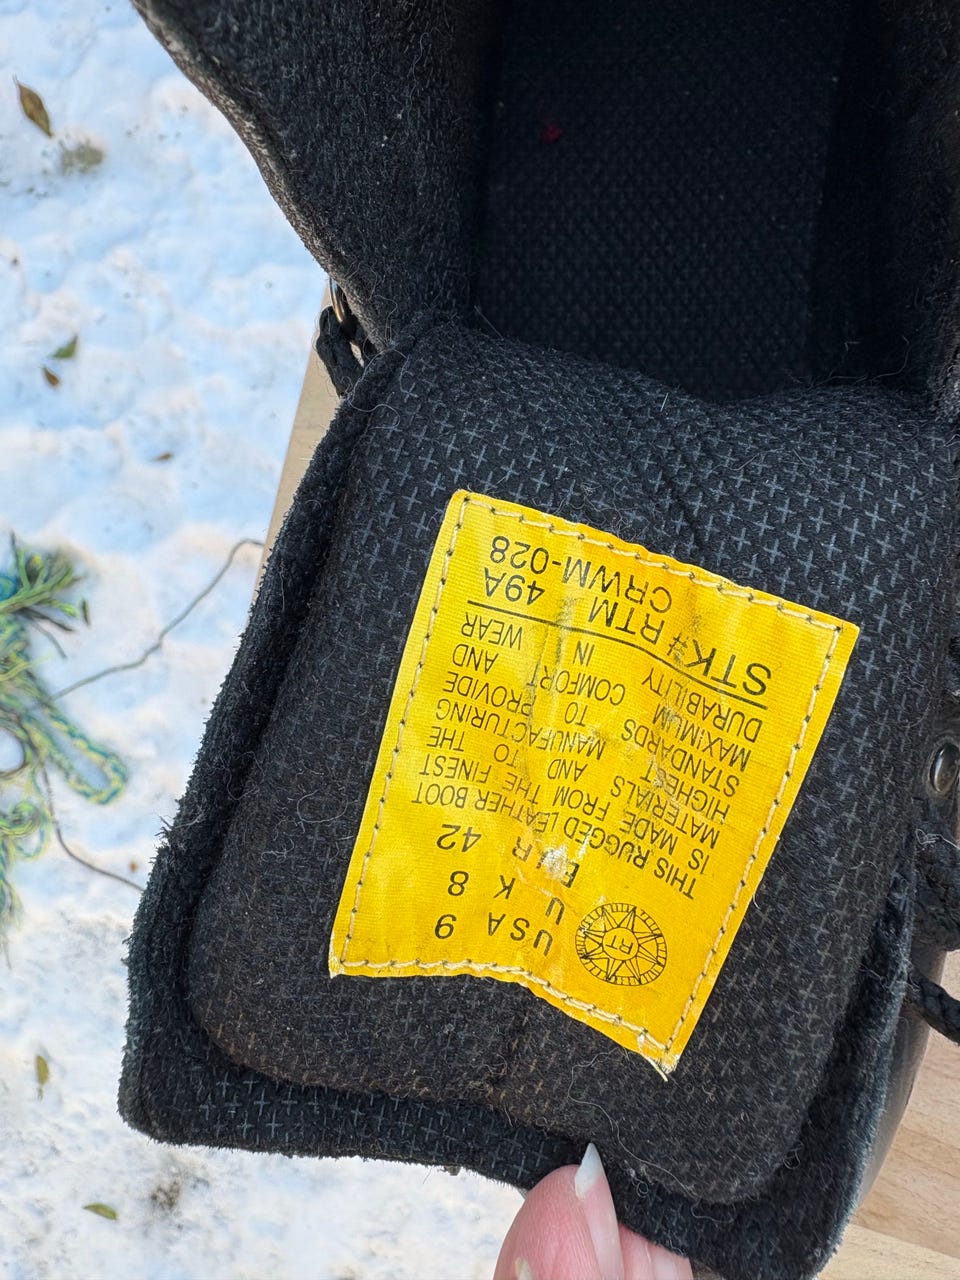 RT
USA 9
UK 8
EUR 42
THIS RUGGED LEATHER BOOT
IS MADE FROM THE FINEST
MATERIALS AND TO THE
HIGHEST MANUFACTURING
STANDARDS TO PROVIDE
MAXIMUM COMFORT AND
DURABILITY IN WEAR
STK# RTM 49A
CRWM-028